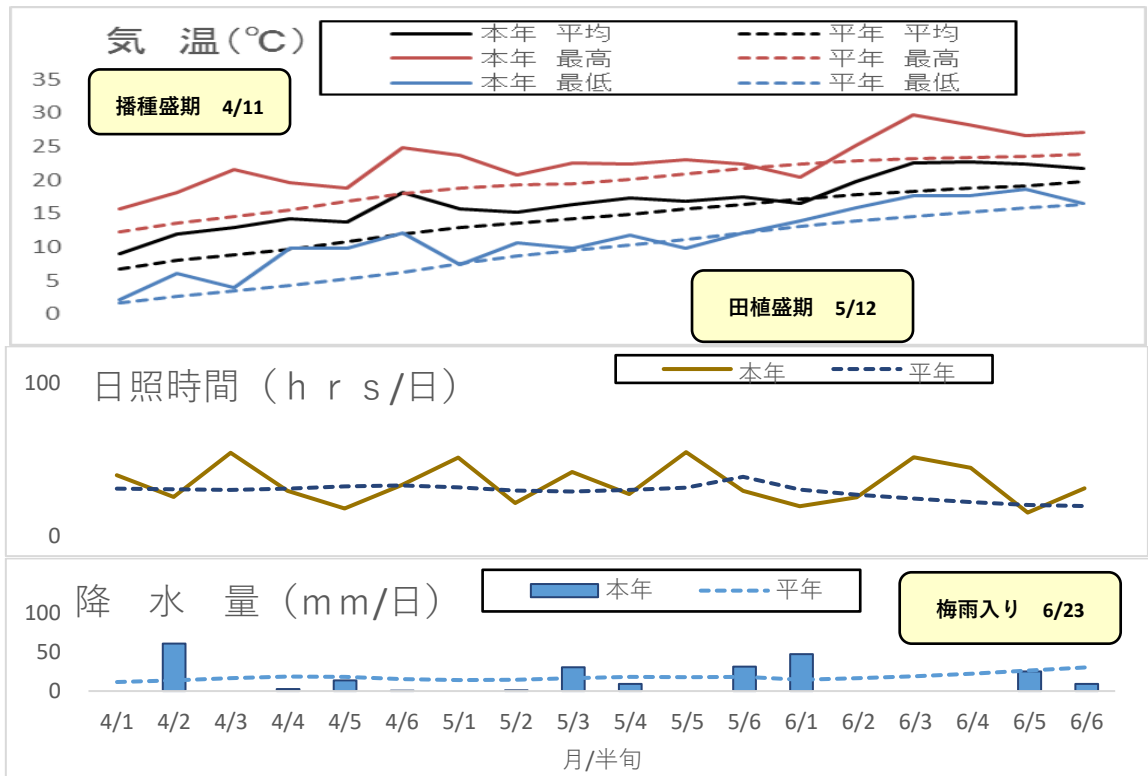 気　温(℃)
本年 平均
平年 平均
本年 最高
平年 最高
本年 最低
平年 最低
35
30
25
20
15
10
5
0
播種盛期　4/11
田植盛期　5/12
100
日照時間（ｈｒｓ/日）
本年
平年
0
降　水　量（ｍｍ/日）
本年
平年
梅雨入り　6/23
100
50
0
4/1 4/2 4/3 4/4 4/5 4/6 5/1 5/2 5/3 5/4 5/5 5/6 6/1 6/2 6/3 6/4 6/5 6/6
月/半旬